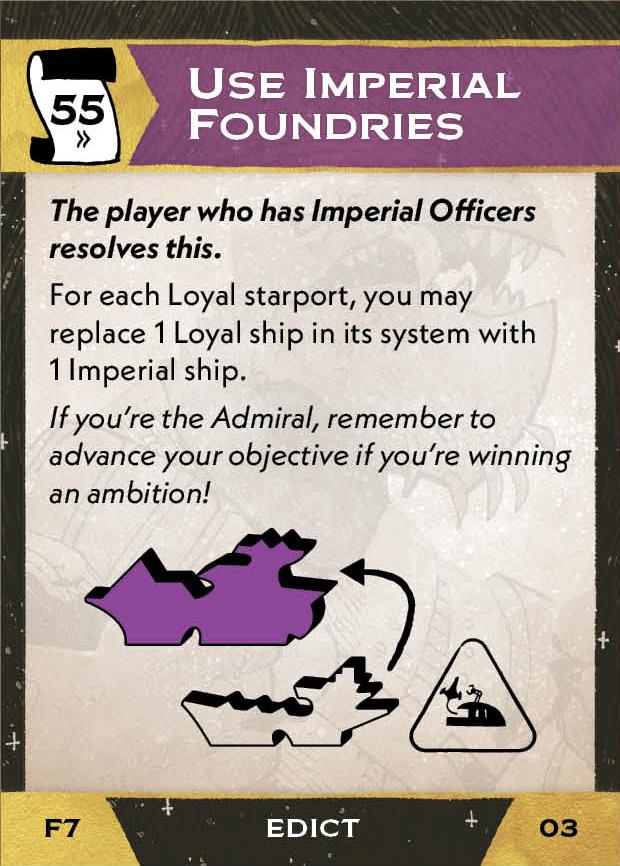 55
»
USE IMPERIAL
FOUNDRIES
The player who has Imperial Officers
resolves this.
For each Loyal starport, you may
replace 1 Loyal ship in its system with
1 Imperial ship.
If you're the Admiral, remember to
advance your objective if you're winning
an ambition!
F7 EDICT 03